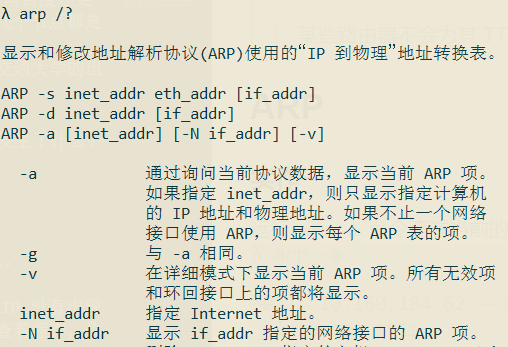 λ arp /?
显示和修改地址解析协议(ARP)使用的“IP 到物理”地址转换表。
ARP -s inet_addr eth_addr [if_addr]
ARP -d inet_addr [if_addr]
ARP -a [inet_addr] [-N if_addr] [-v]
-a 通过询问当前协议数据，显示当前 ARP 项。
如果指定 inet_addr，则只显示指定计算机
的 IP 地址和物理地址。如果不止一个网络
接口使用 ARP，则显示每个 ARP 表的项。
-g 与 -a 相同。
-v 在详细模式下显示当前 ARP 项。所有无效项
和环回接口上的项都将显示。
inet_addr 指定 Internet 地址。
-N if_addr 显示 if_addr 指定的网络接口的 ARP 项。